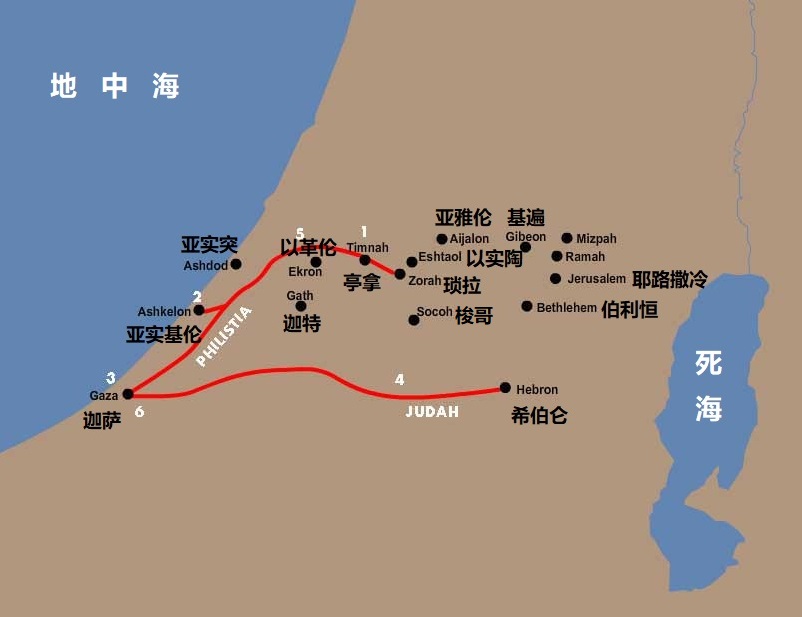 地 中 海
亚雅伦
基遍
亚实突
以革伦
5
1
Timnah
Aijalon
Gibeon
Mizpah
Ashdod
Ekron
亭拿
Eshtaol
以实陶
Ramah
Zorah
琐拉
Jerusalem
耶路撒冷
2
Ashkelon
亚实基伦
Gath
迦特
Socoh
梭哥
Bethlehem
伯利恒
PHILISTIA
死
海
3
Gaza
迦萨
6
4
JUDAH
Hebron
希伯仑